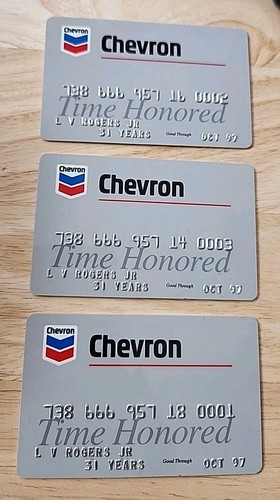 Chevron
Chevron
738 666 957 16 0002
Time Honored
L V ROGERS JR
31 YEARS Good Through OCT 97
Chevron
Chevron
738 666 957 14 0003
Time Honored
L V ROGERS JR
31 YEARS Good Through OCT 97
Chevron
Chevron
738 666 957 18 0001
Time Honored
L V ROGERS JR
31 YEARS Good Through OCT 97